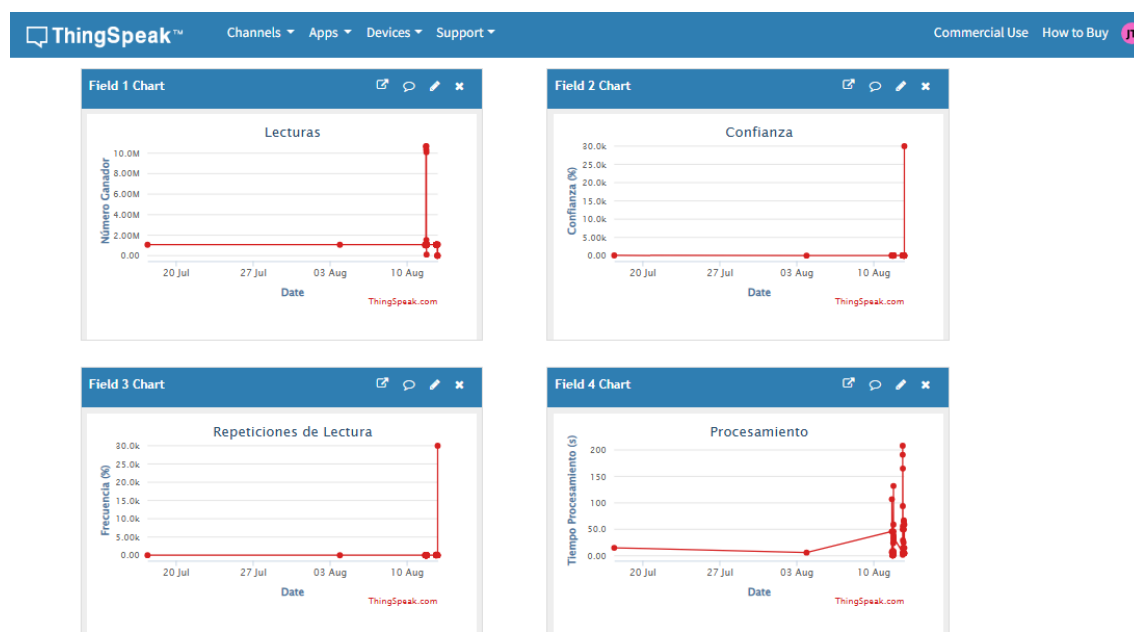 ThingSpeak™ Channels Apps Devices Support Commercial Use How to Buy JT
Field 1 Chart
Lecturas
Número Ganador
10.0M
8.00M
6.00M
4.00M
2.00M
0.00
20 Jul 27 Jul 03 Aug 10 Aug
Date
ThingSpeak.com
Field 2 Chart
Confianza
Confianza (%)
30.0k
25.0k
20.0k
15.0k
10.0k
5.00k
0.00
20 Jul 27 Jul 03 Aug 10 Aug
Date
ThingSpeak.com
Field 3 Chart
Repeticiones de Lectura
Frecuencia (%)
30.0k
25.0k
20.0k
15.0k
10.0k
5.00k
0.00
20 Jul 27 Jul 03 Aug 10 Aug
Date
ThingSpeak.com
Field 4 Chart
Procesamiento
Tiempo Procesamiento (s)
200
150
100
50.0
0.00
20 Jul 27 Jul 03 Aug 10 Aug
Date
ThingSpeak.com